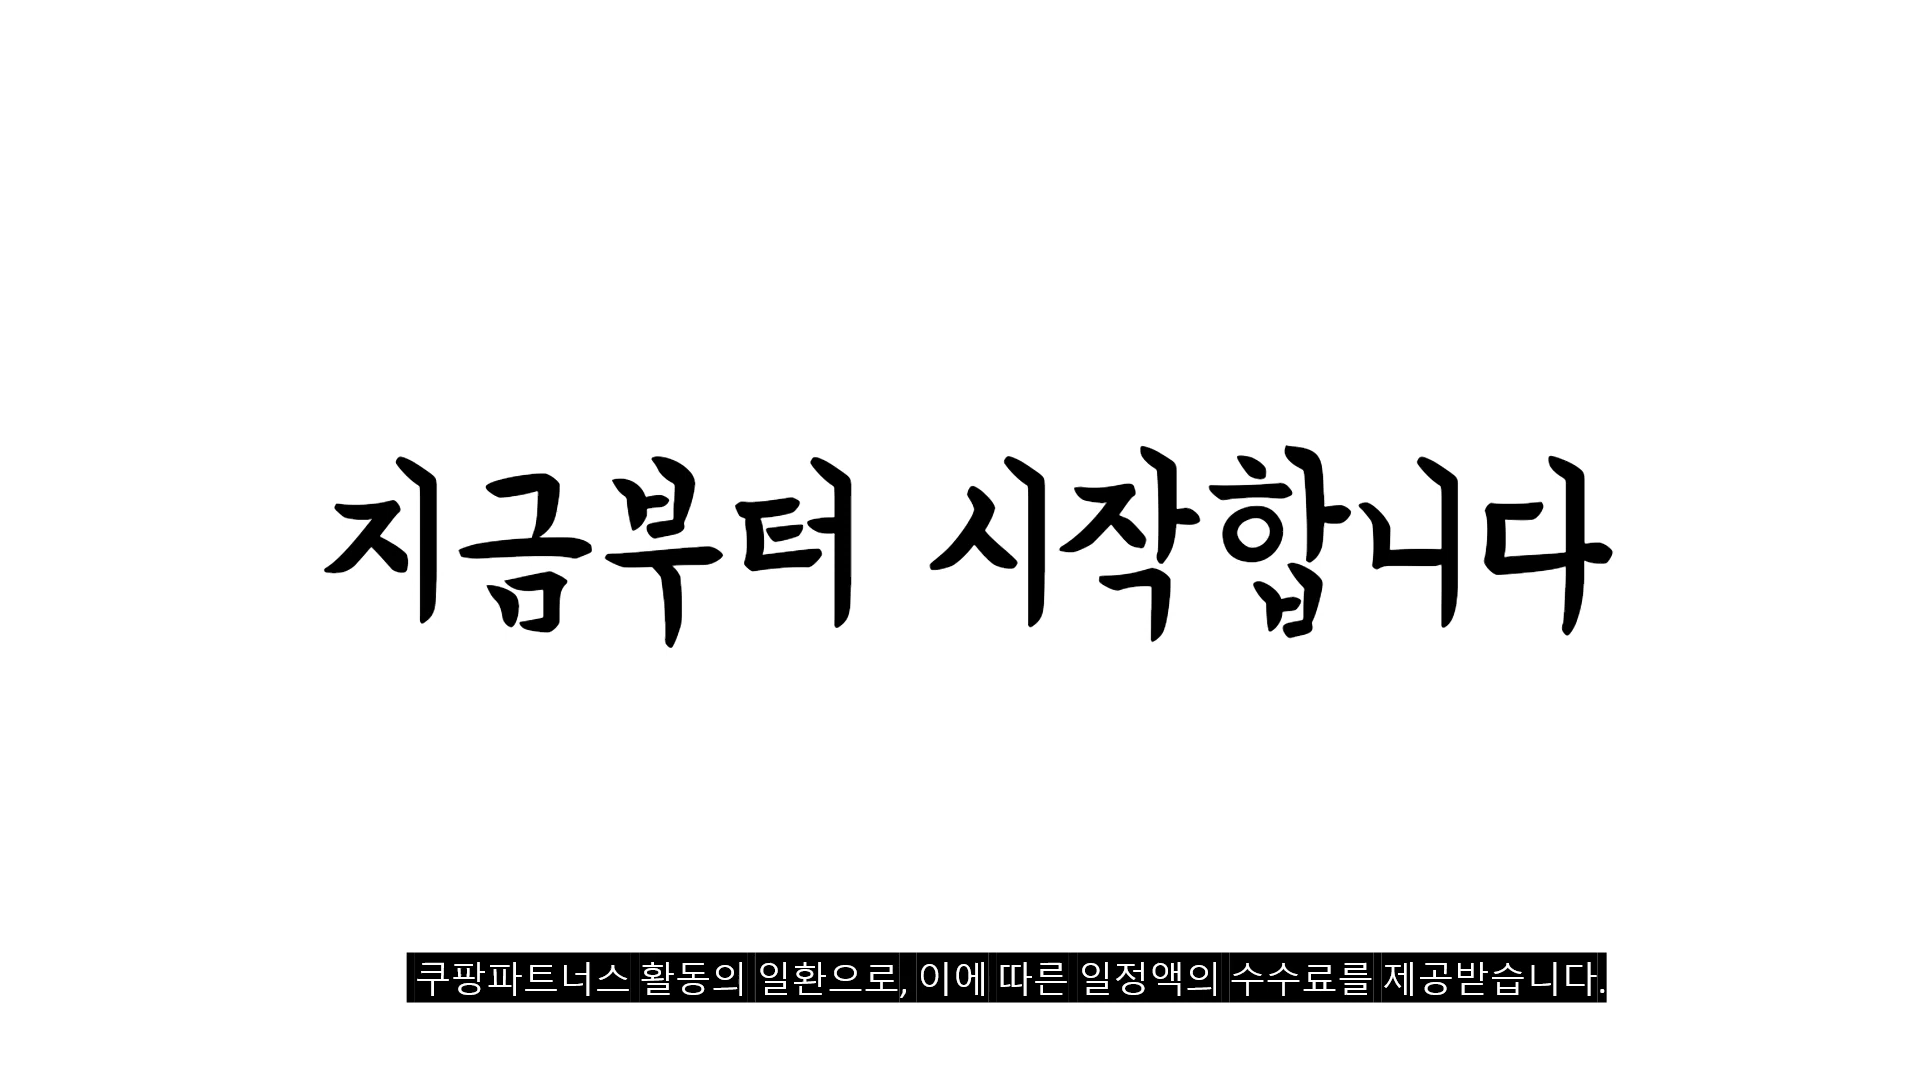 지금부터 시작합니다
쿠팡파트너스 활동의 일환으로, 이에 따른 일정액의 수수료를 제공받습니다.